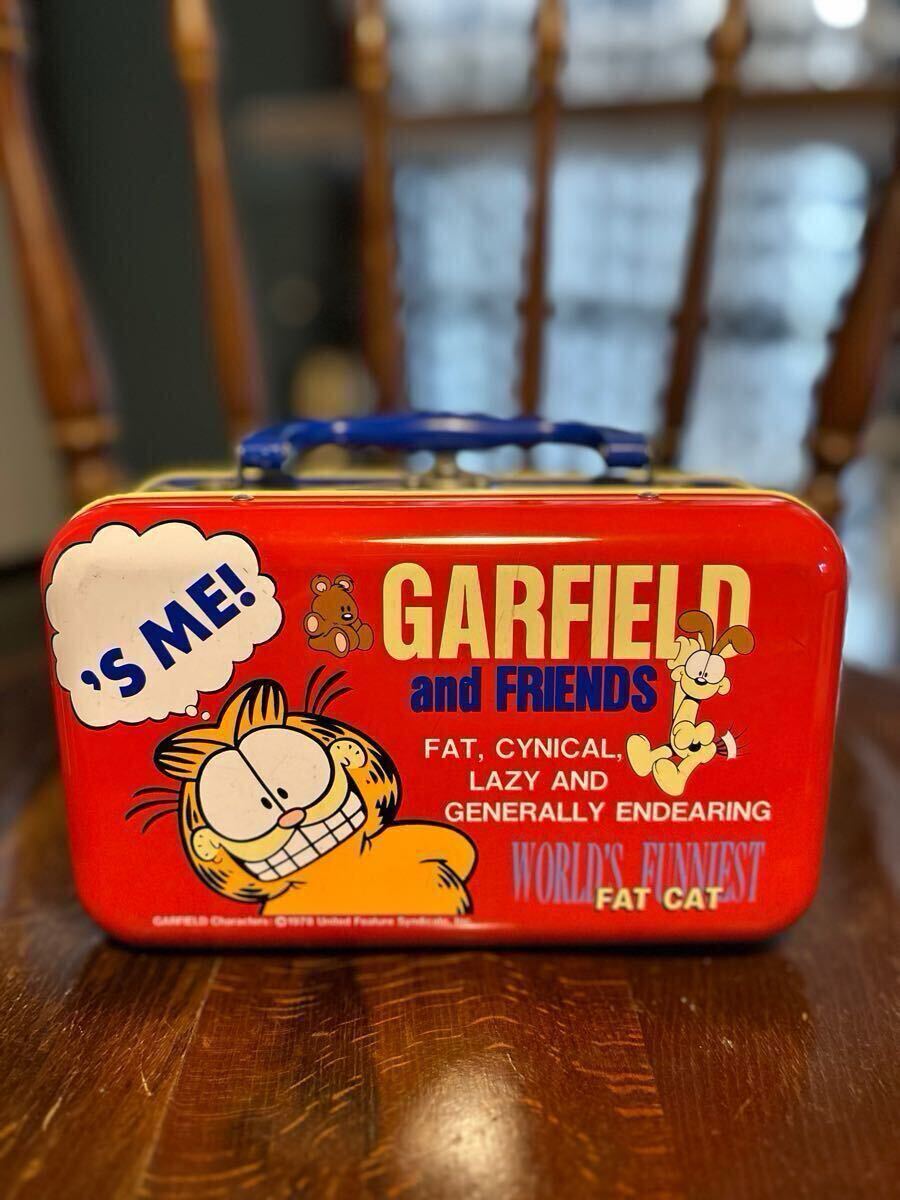 'S ME!
GARFIELD
and FRIENDS
FAT, CYNICAL,
LAZY AND
GENERALLY ENDEARING
WORLD'S FUNNIEST
FAT CAT
GARFIELD Characters: ©1978 United Feature Syndicate, Inc.